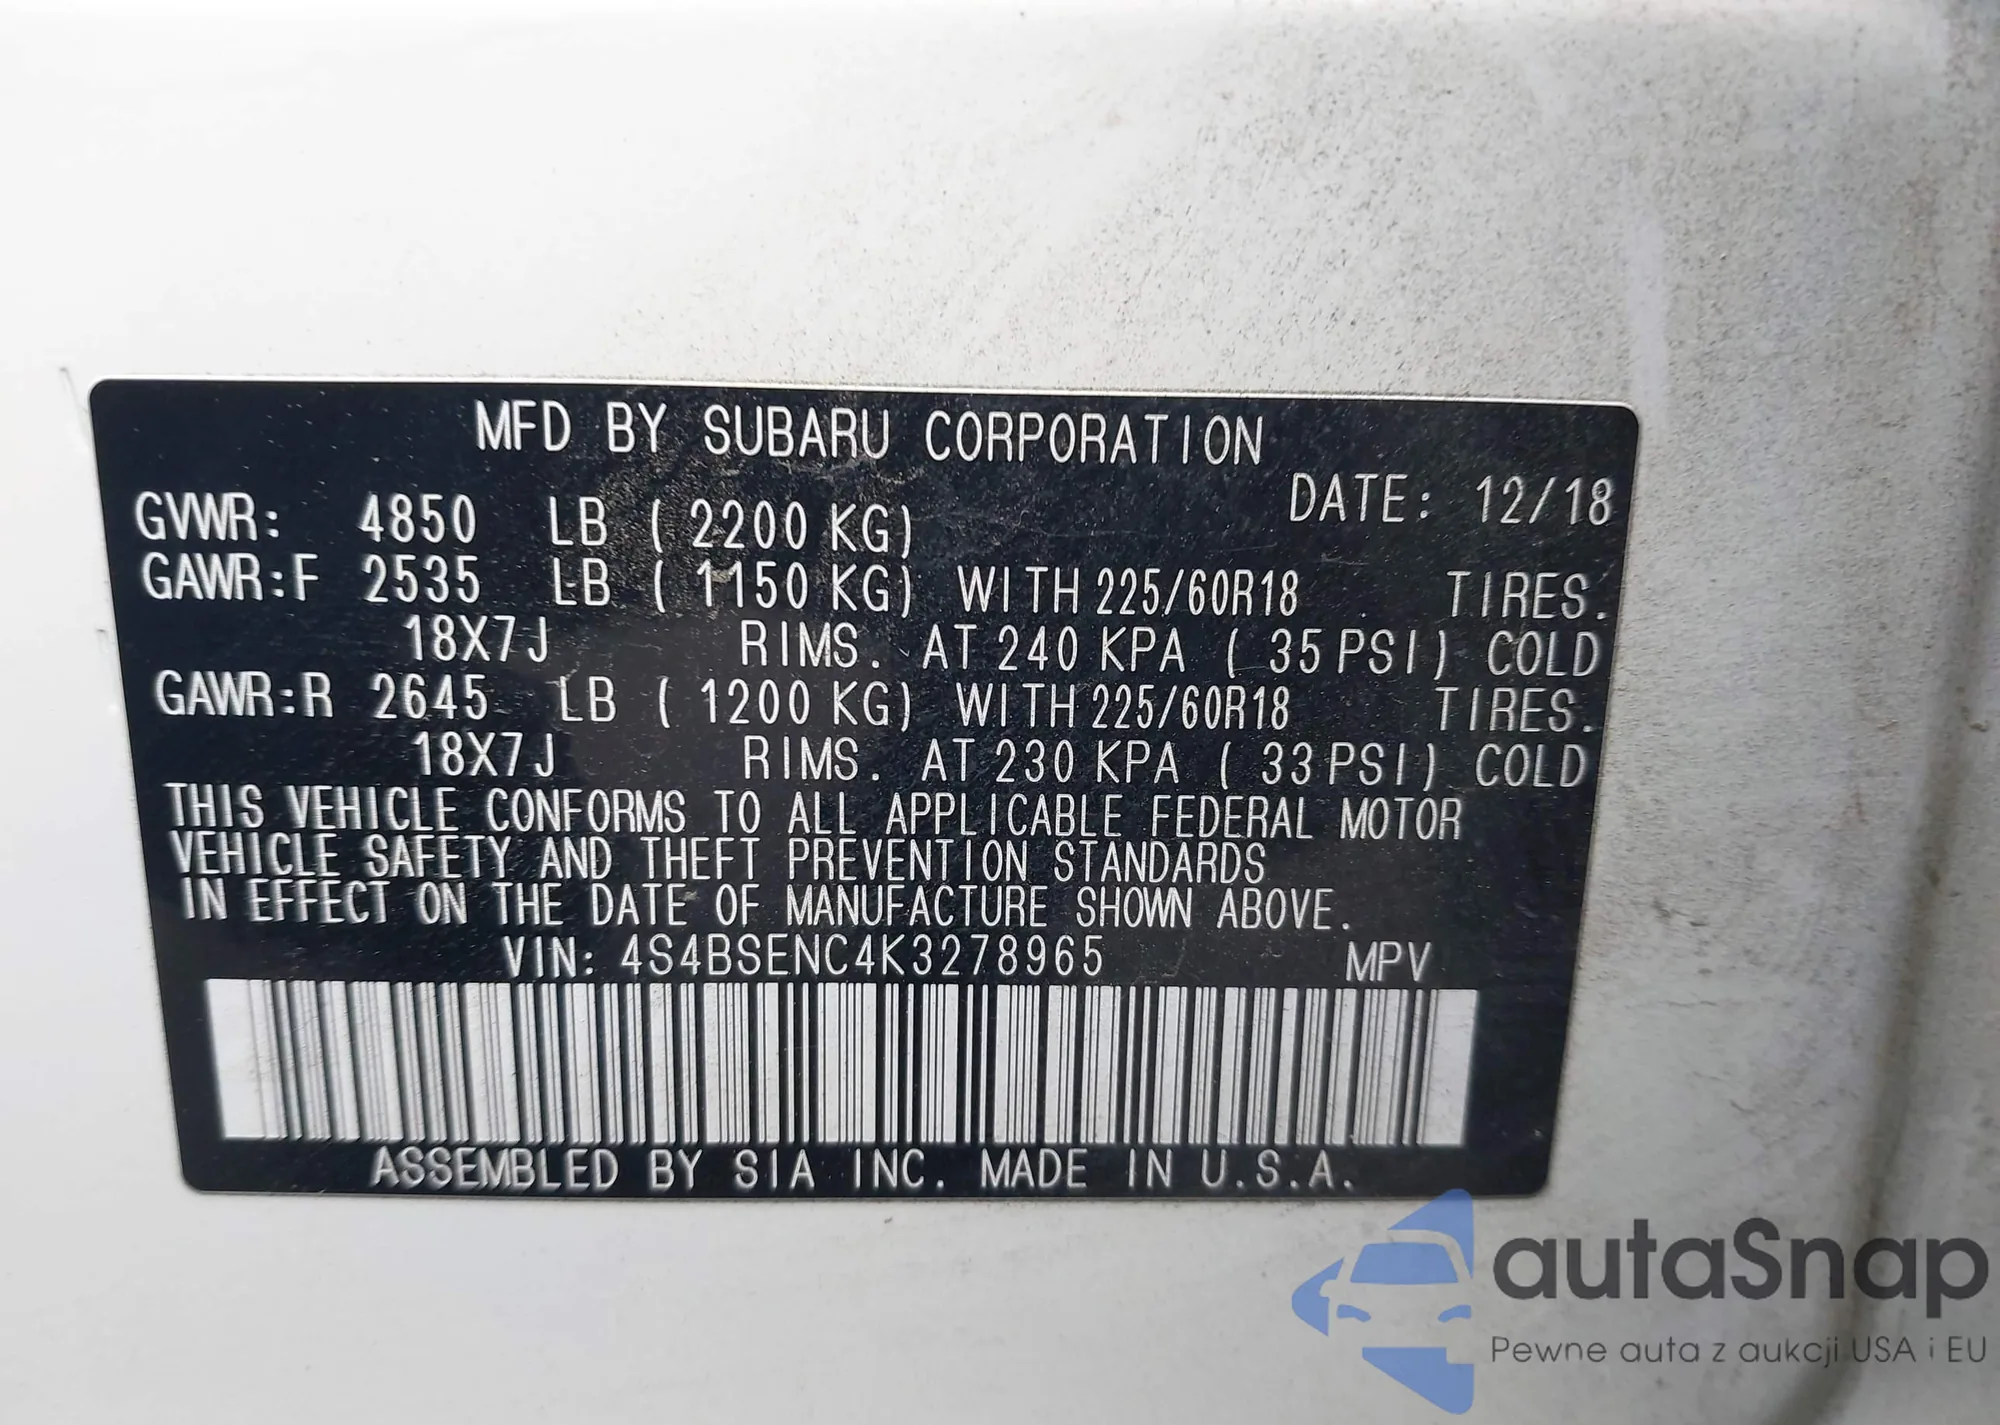 MFD BY SUBARU CORPORATION
DATE: 12/18
GVWR: 4850 LB ( 2200 KG)
GAWR:F 2535 LB ( 1150 KG) WITH 225/60R18 TIRES.
18X7J RIMS. AT 240 KPA ( 35 PSI) COLD
GAWR:R 2645 LB ( 1200 KG) WITH 225/60R18 TIRES.
18X7J RIMS. AT 230 KPA ( 33 PSI) COLD
THIS VEHICLE CONFORMS TO ALL APPLICABLE FEDERAL MOTOR
VEHICLE SAFETY AND THEFT PREVENTION STANDARDS
IN EFFECT ON THE DATE OF MANUFACTURE SHOWN ABOVE.
VIN: 4S4BSENC4K3278965 MPV
ASSEMBLED BY SIA INC. MADE IN U.S.A.
autaSnap
Pewne auta z aukcji USA i EU